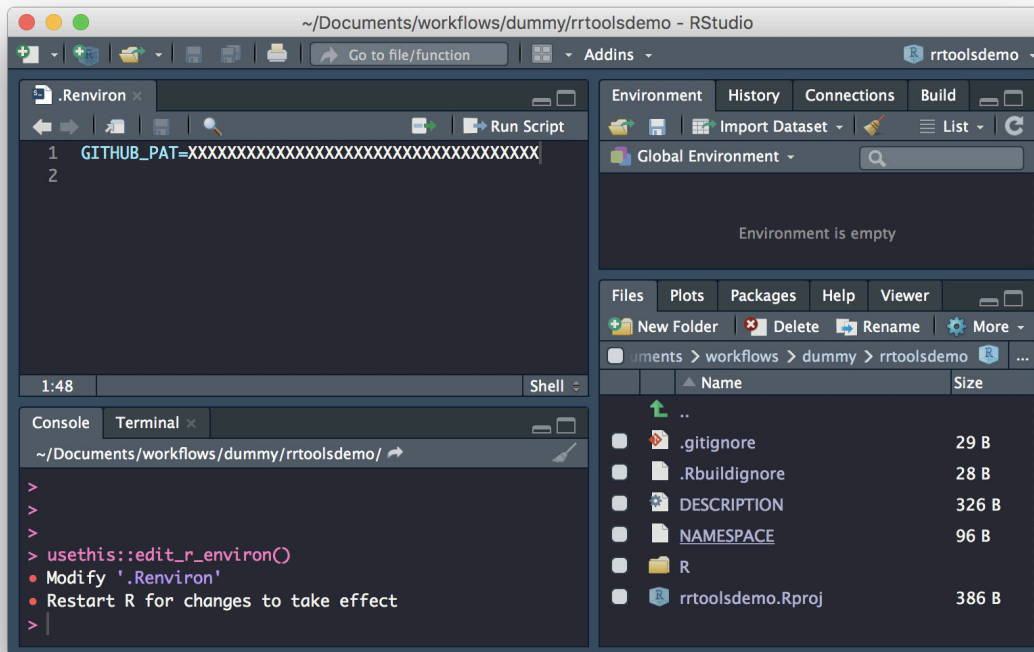 ~/Documents/workflows/dummy/rrtoolsdemo - RStudio
Go to file/function
Addins
rrtoolsdemo
.Renviron
Run Script
1 GITHUB_PAT=XXXXXXXXXXXXXXXXXXXXXXXXXXXXXXXXXXXX
2
1:48
Shell
Console
Terminal
~/Documents/workflows/dummy/rrtoolsdemo/
>
>
>
> usethis::edit_r_environ()
• Modify '.Renviron'
• Restart R for changes to take effect
>
Environment
History
Connections
Build
Import Dataset
List
Global Environment
Environment is empty
Files
Plots
Packages
Help
Viewer
New Folder
Delete
Rename
More
uments > workflows > dummy > rrtoolsdemo
...
Name
Size
..
.gitignore 29 B
.Rbuildignore 28 B
DESCRIPTION 326 B
NAMESPACE 96 B
R
rrtoolsdemo.Rproj 386 B